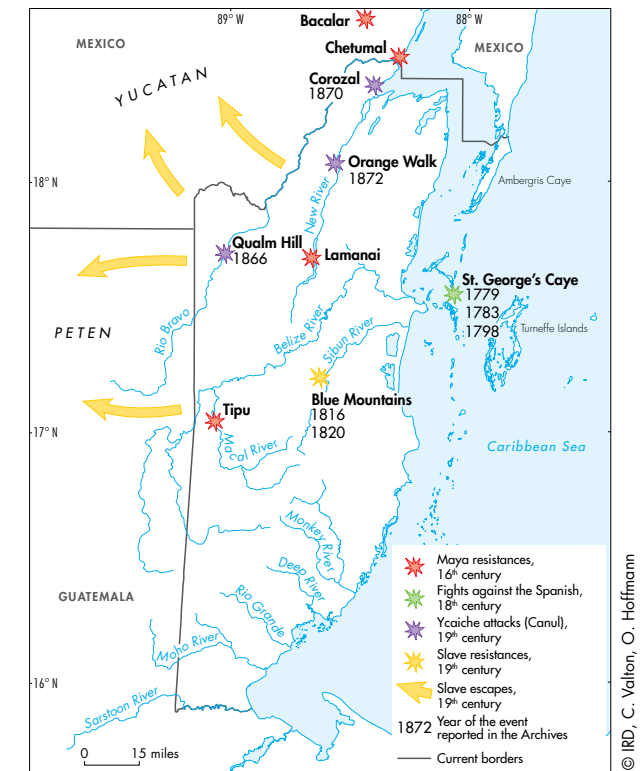 89° W
88° W
Bacalar
MEXICO
MEXICO
Chetumal
YUCATAN
Corozal
1870
Orange Walk
1872
18° N
Ambergris Caye
New River
Qualm Hill
1866
Lamanai
St. George's Caye
1779
1783
1798
Turneffe Islands
Rio Bravo
Belize River
Sibun River
PETEN
Blue Mountains
1816
1820
Tipu
17° N
Macal River
Caribbean Sea
Monkey River
Deep River
Rio Grande
GUATEMALA
Moho River
16° N
Sarstoon River
0 15 miles
Maya resistances,
16th century
Fights against the Spanish,
18th century
Ycaiche attacks (Canul),
19th century
Slave resistances,
19th century
Slave escapes,
19th century
1872 Year of the event
reported in the Archives
Current borders
© IRD, C. Valton, O. Hoffmann